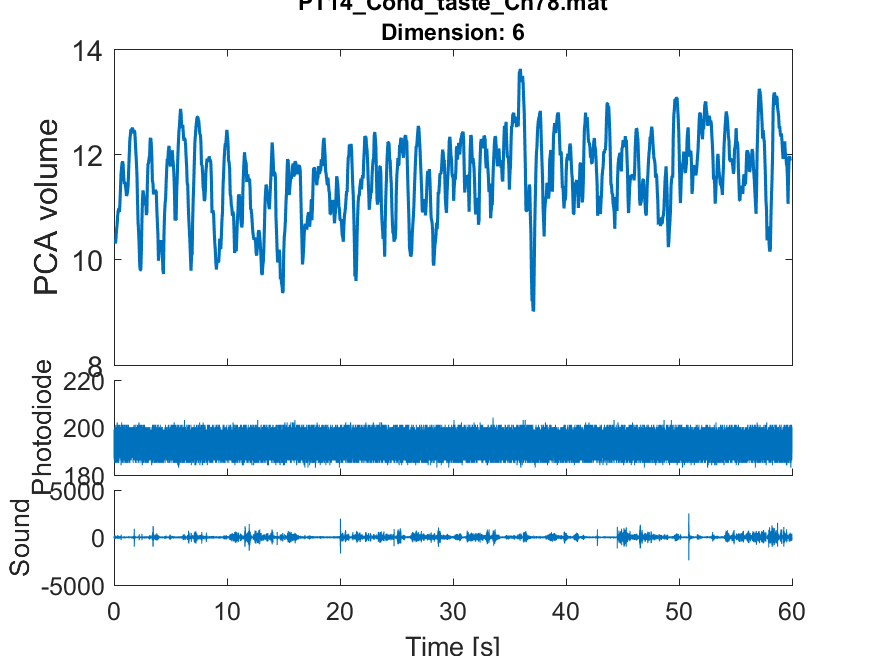 PT14_Cond_taste_Ch78.mat
Dimension: 6
PCA volume
14
12
10
8
Photodiode
220
200
180
Sound
5000
0
-5000
0 10 20 30 40 50 60
Time [s]